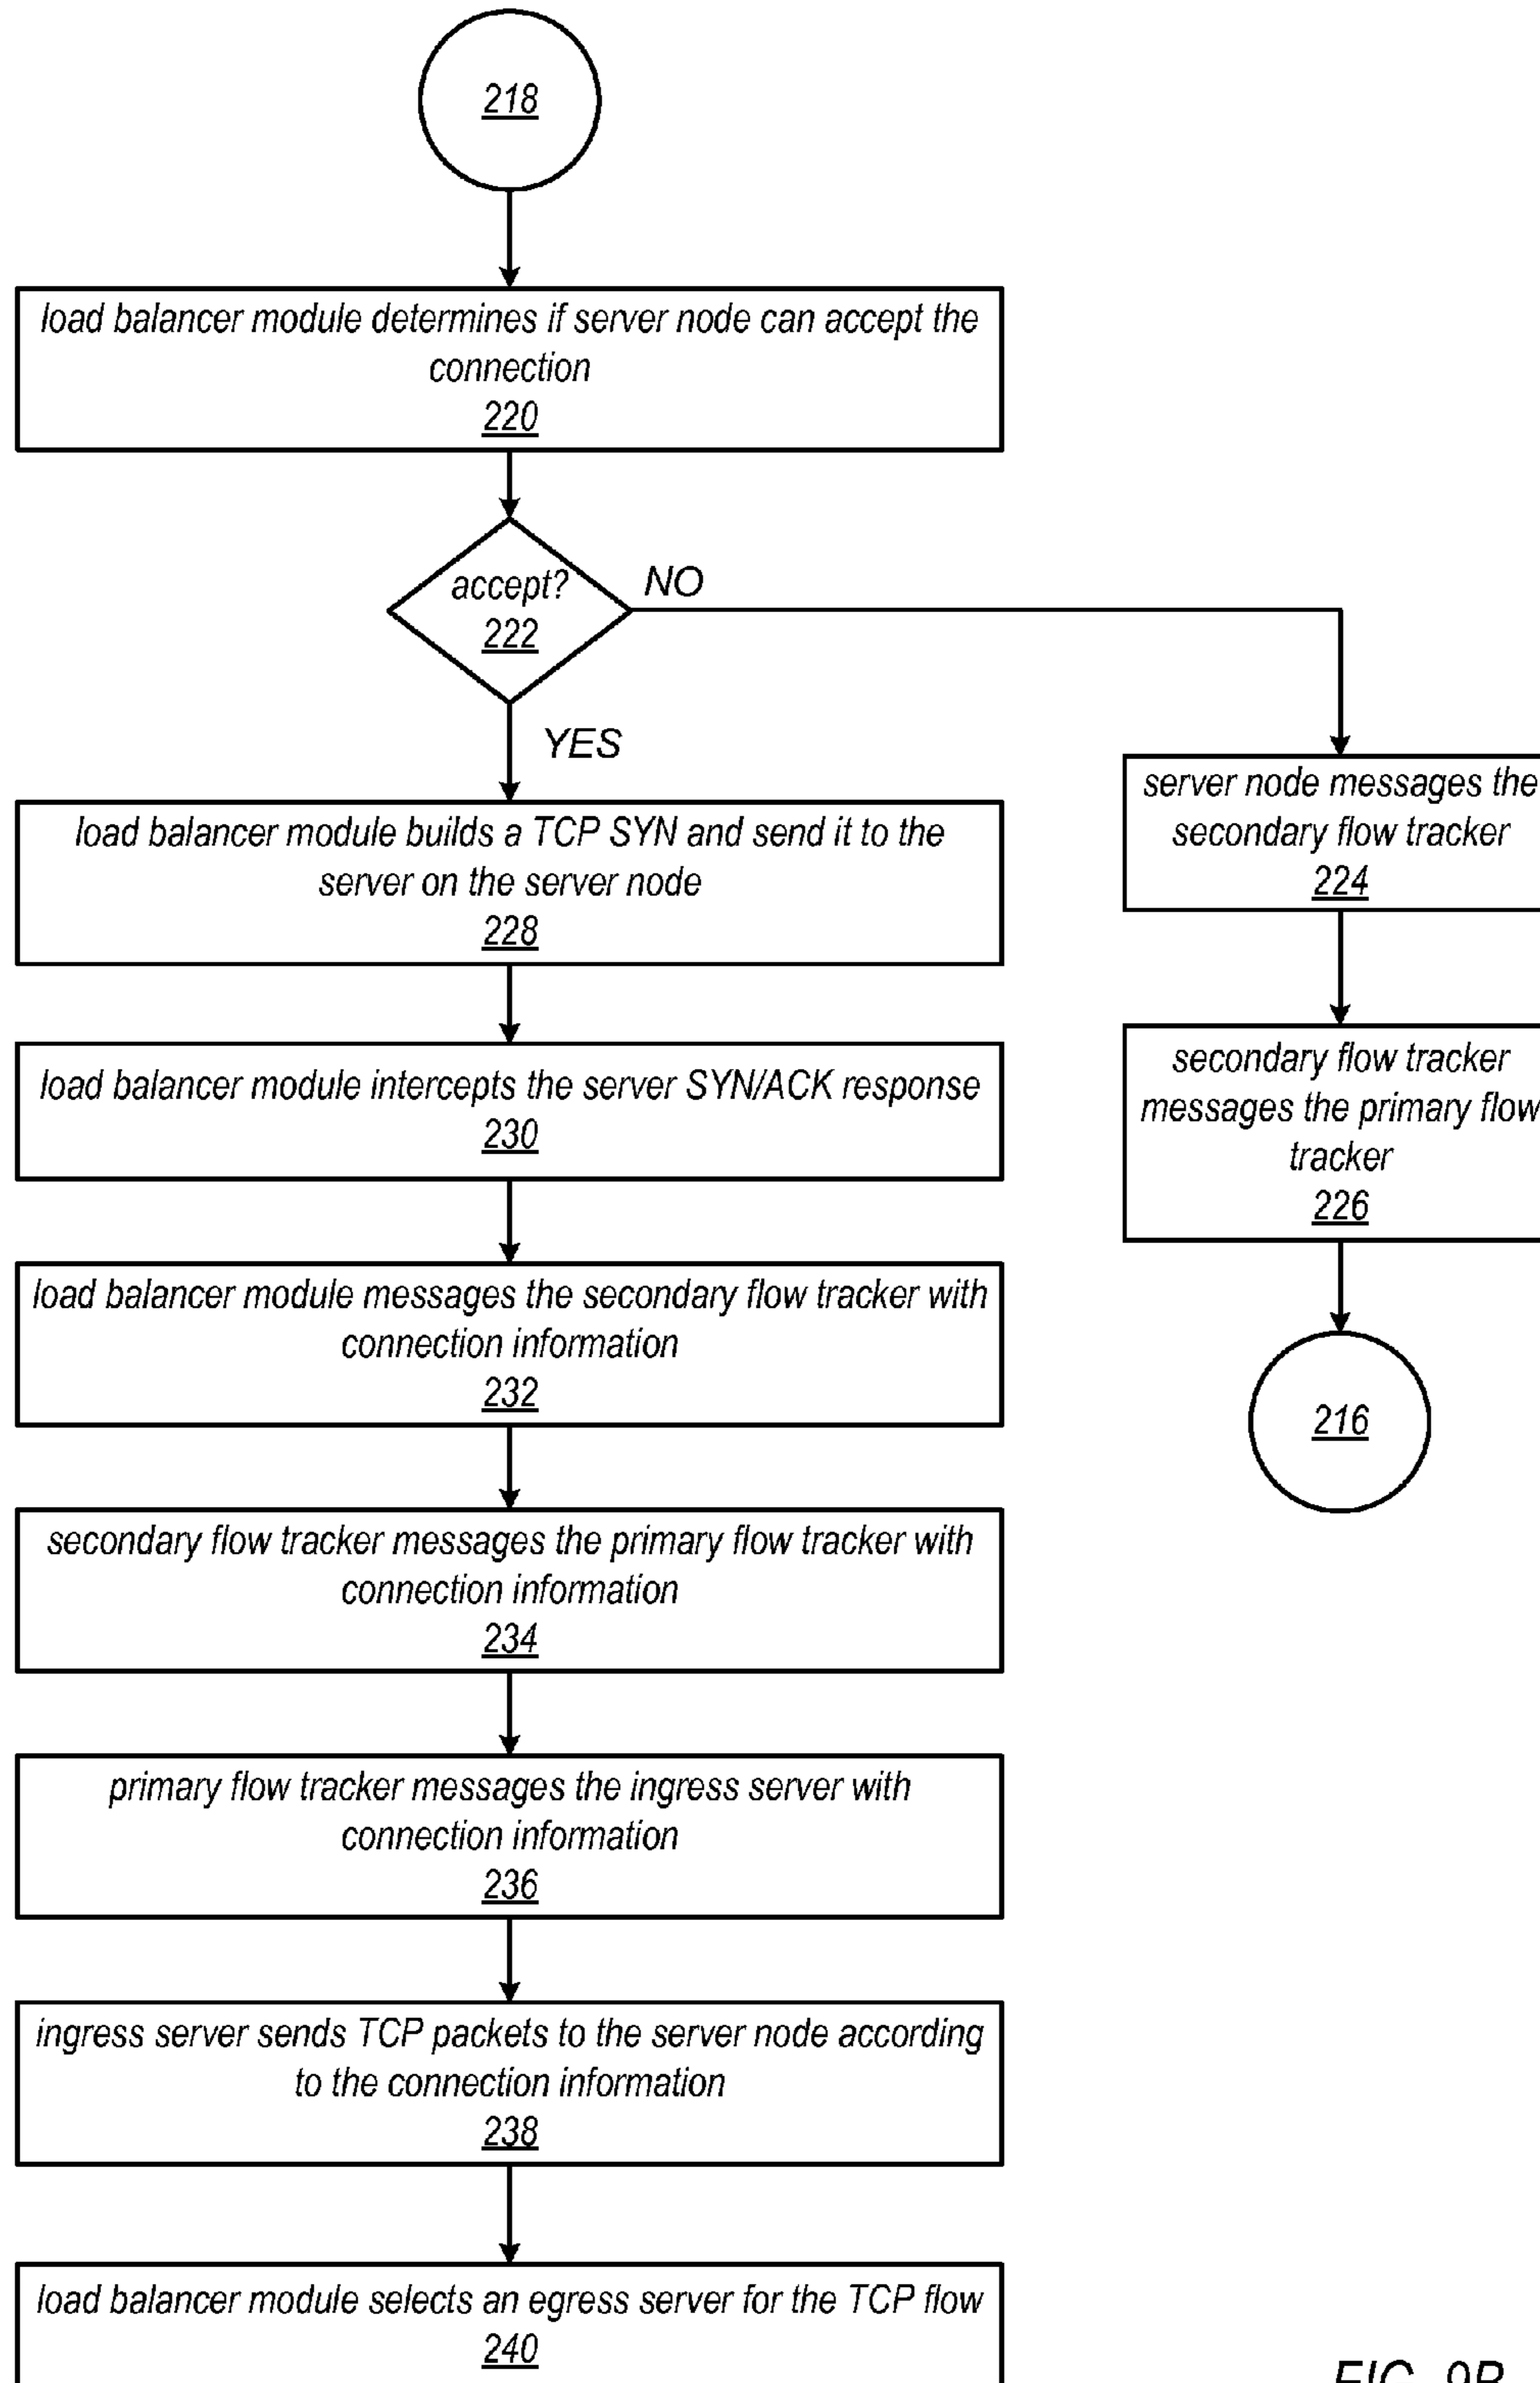 218
load balancer module determines if server node can accept the
connection
220
accept?
222
NO
YES
server node messages the
secondary flow tracker
224
secondary flow tracker
messages the primary flow
tracker
226
216
load balancer module builds a TCP SYN and send it to the
server on the server node
228
load balancer module intercepts the server SYN/ACK response
230
load balancer module messages the secondary flow tracker with
connection information
232
secondary flow tracker messages the primary flow tracker with
connection information
234
primary flow tracker messages the ingress server with
connection information
236
ingress server sends TCP packets to the server node according
to the connection information
238
load balancer module selects an egress server for the TCP flow
240
FIG. 9B